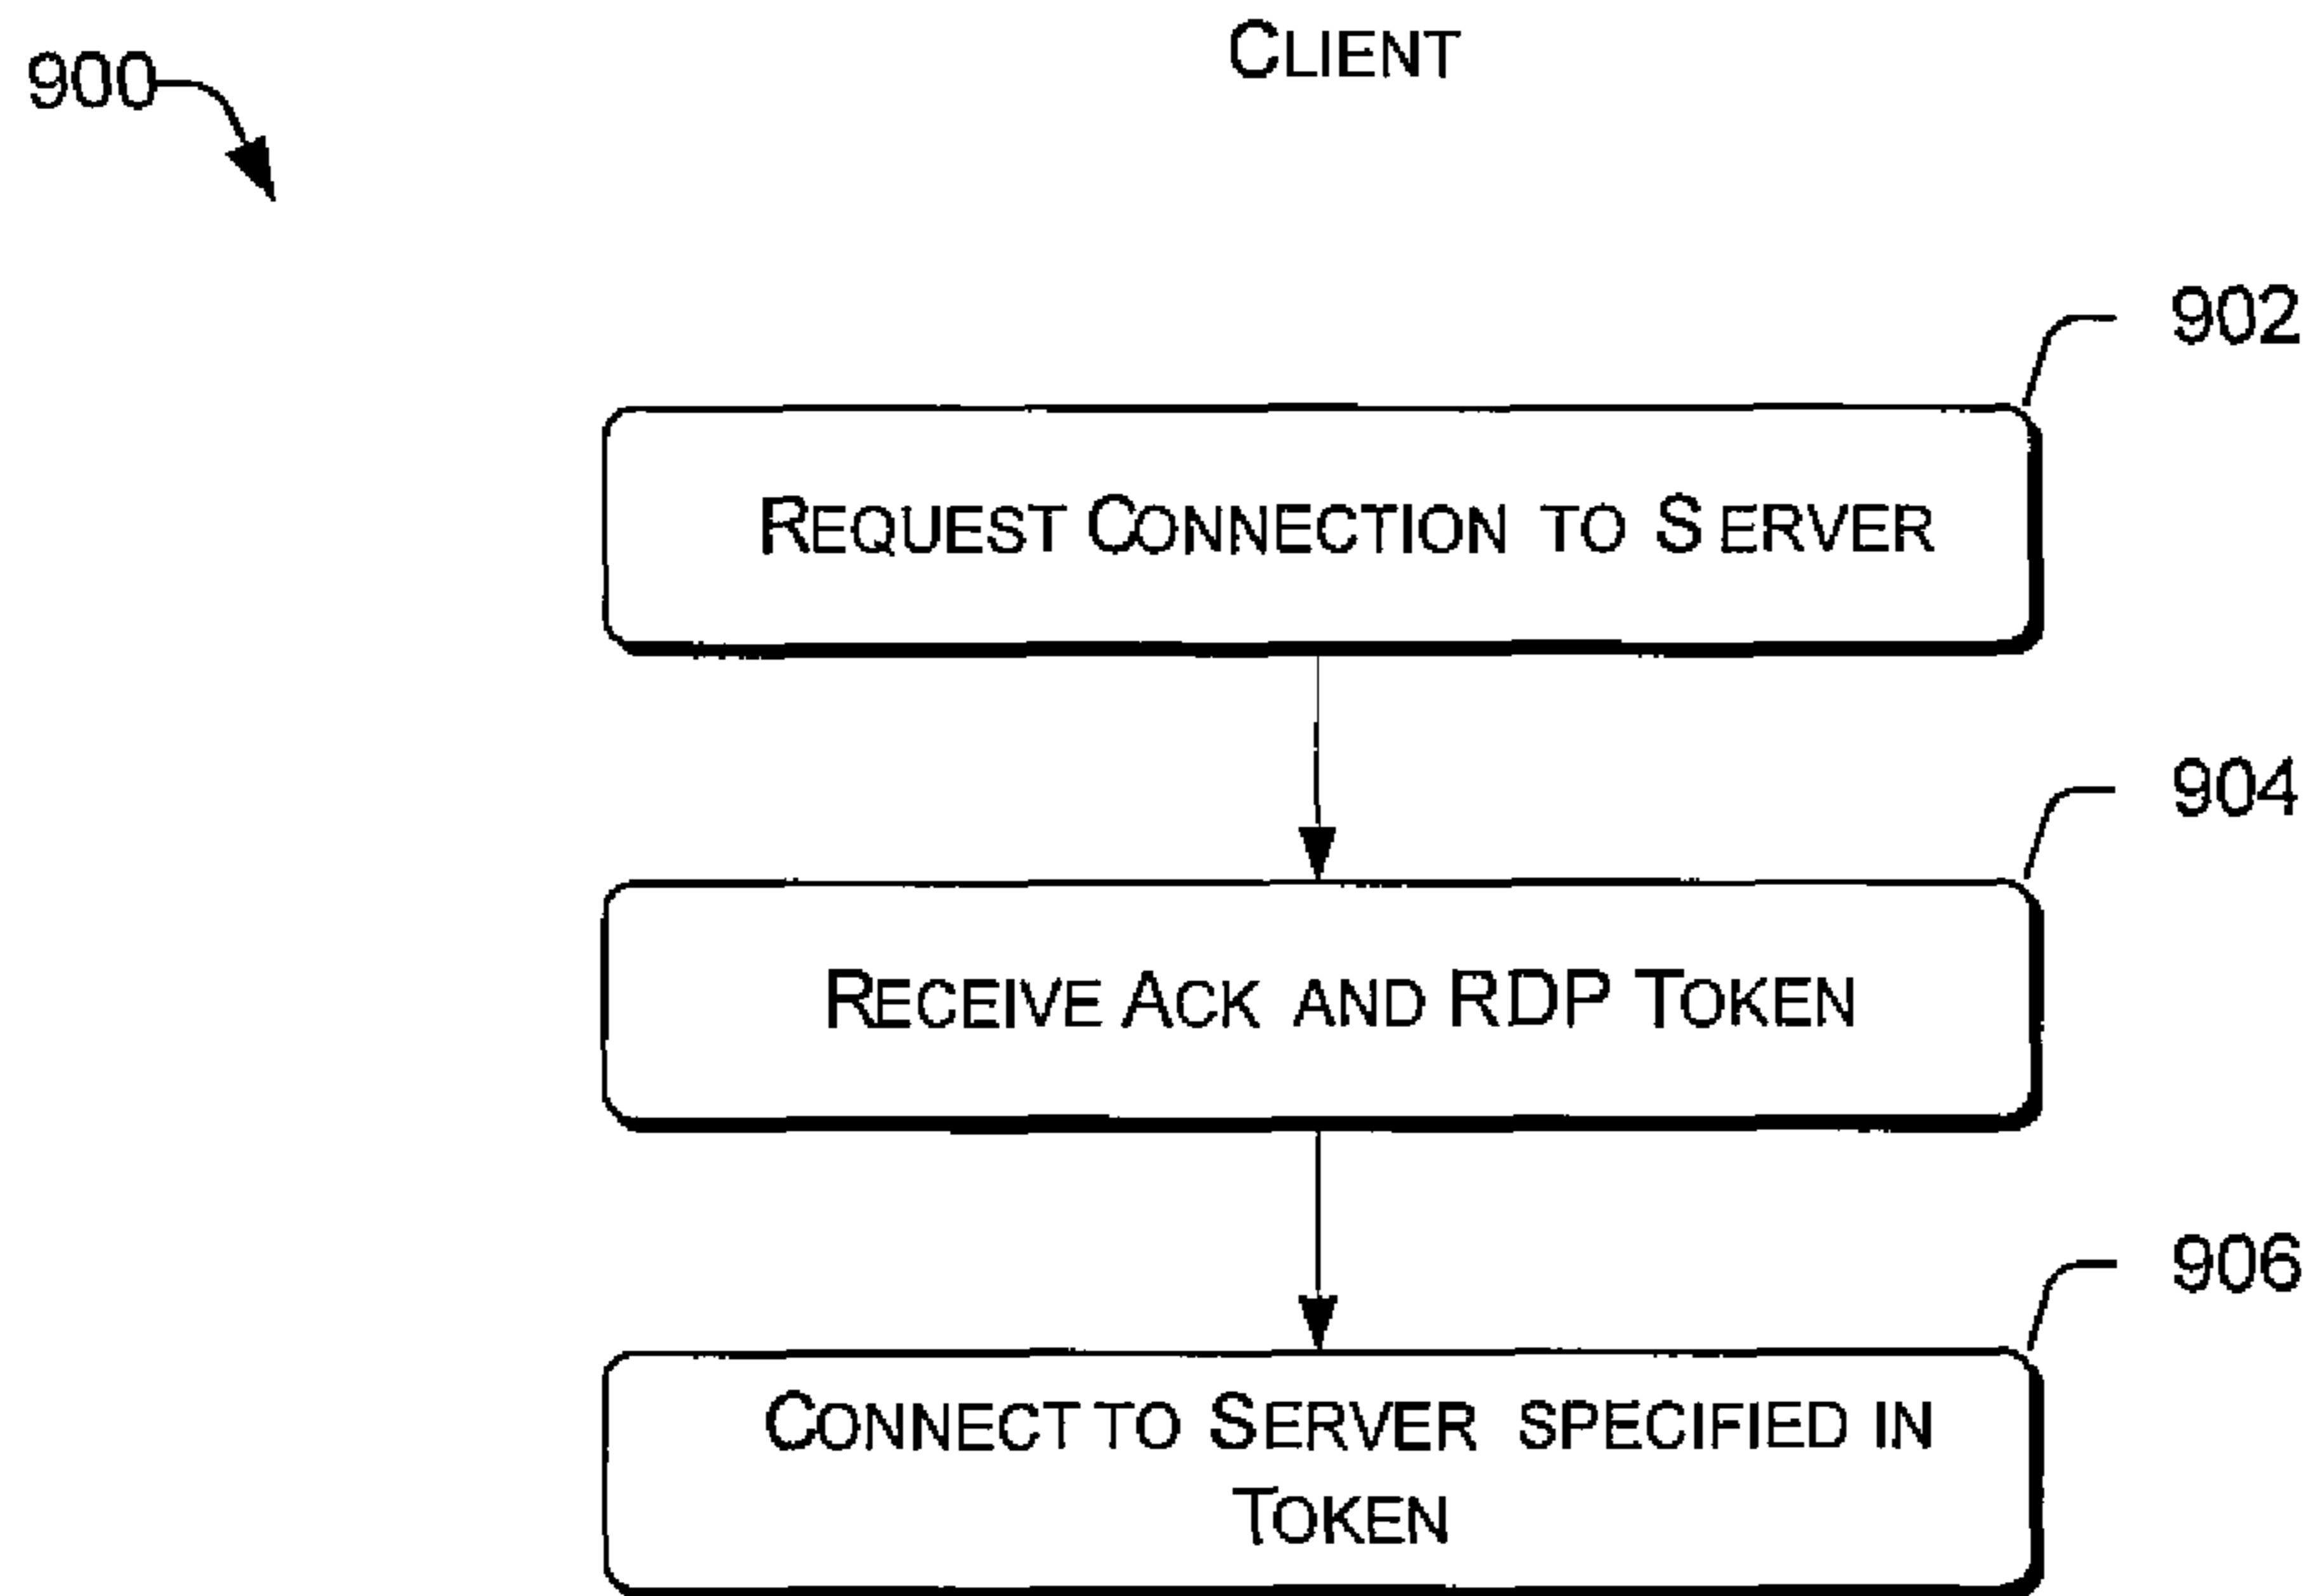 CLIENT
900
902
REQUEST CONNECTION TO SERVER
904
RECEIVE ACK AND RDP TOKEN
906
CONNECT TO SERVER SPECIFIED IN
TOKEN